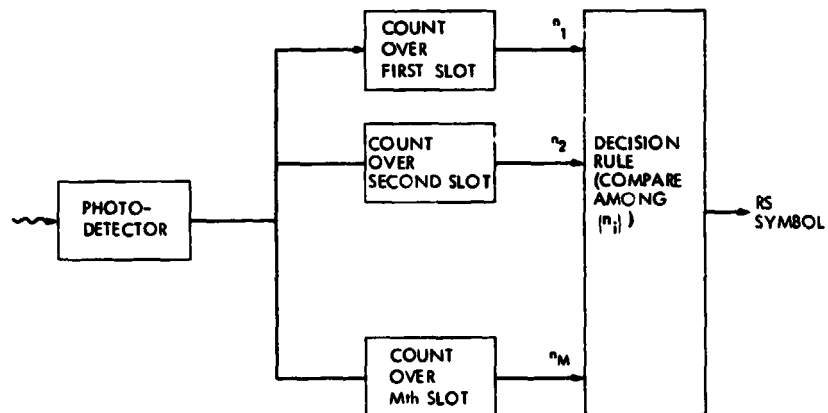 COUNT
OVER
FIRST SLOT
n1
COUNT
OVER
SECOND SLOT
n2
PHOTO-
DETECTOR
DECISION
RULE
(COMPARE
AMONG
{ni} )
RS
SYMBOL
COUNT
OVER
Mth SLOT
nM